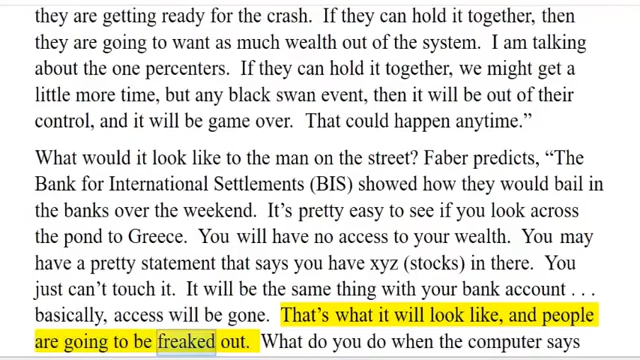 they are getting ready for the crash.  If they can hold it together, then
they are going to want as much wealth out of the system.  I am talking
about the one percenters.  If they can hold it together, we might get a
little more time, but any black swan event, then it will be out of their
control, and it will be game over.  That could happen anytime.”
What would it look like to the man on the street? Faber predicts, “The
Bank for International Settlements (BIS) showed how they would bail in
the banks over the weekend.  It’s pretty easy to see if you look across
the pond to Greece.  You will have no access to your wealth.  You may
have a pretty statement that says you have xyz (stocks) in there.  You
just can’t touch it.  It will be the same thing with your bank account . . .
basically, access will be gone.  That’s what it will look like, and people
are going to be freaked out.  What do you do when the computer says